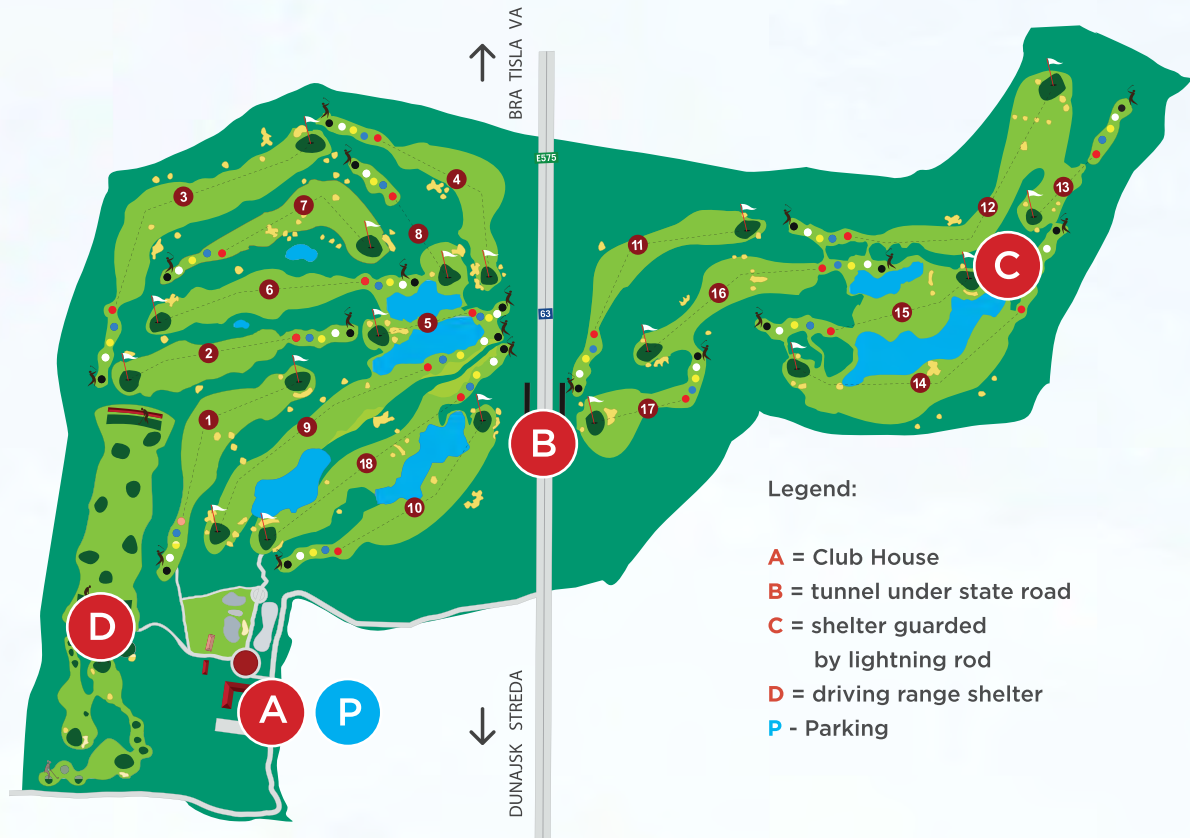 BRA TISLA VA
E575
3
4
7
8
6
5
2
1
9
18
10
63
11
12
13
16
15
14
17
A
B
C
D
P
DUNAJSK STREDA
Legend:
A = Club House
B = tunnel under state road
C = shelter guarded
by lightning rod
D = driving range shelter
P - Parking